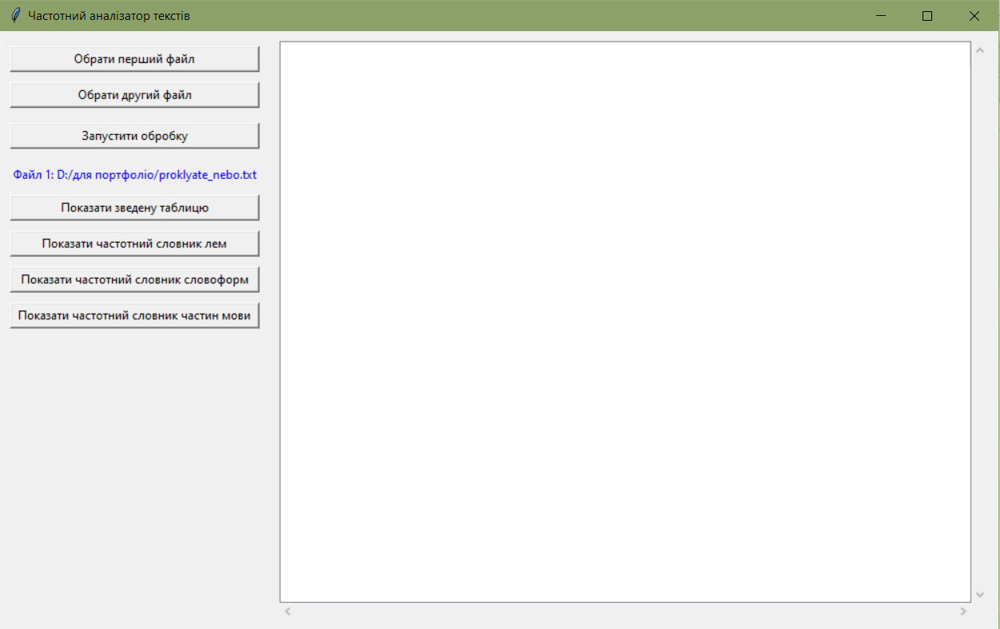 Частотний аналізатор текстів
Обрати перший файл
Обрати другий файл
Запустити обробку
Файл 1: D:/для портфоліо/proklyate_nebo.txt
Показати зведену таблицю
Показати частотний словник лем
Показати частотний словник словоформ
Показати частотний словник частин мови